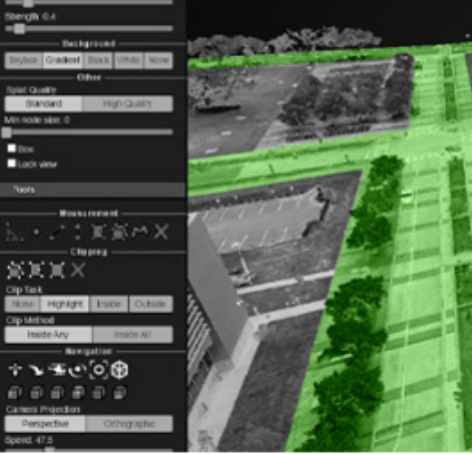 Strength: 0.4
Background
Skybox Gradient Black White None
Other
Splat Quality
Standard High Quality
Min node size: 0
Box
Lock view
Tools
Measurement
Clipping
Clip Task
None Highlight Inside Outside
Clip Method
Inside Any Inside All
Navigation
Camera Projection
Perspective Orthographic
Speed: 47.5